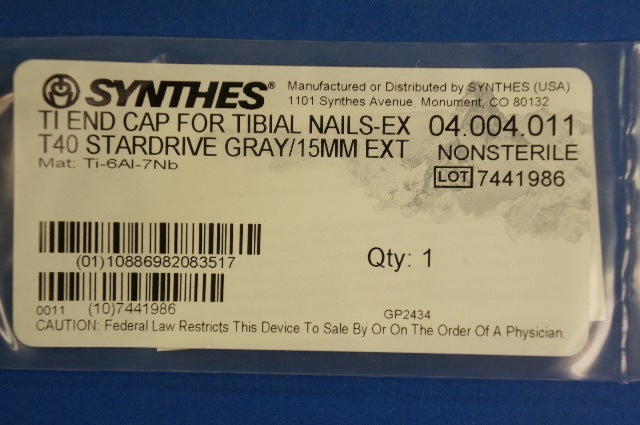 SYNTHES® Manufactured or Distributed by SYNTHES (USA)
1101 Synthes Avenue Monument, CO 80132
TI END CAP FOR TIBIAL NAILS-EX 04.004.011
T40 STARDRIVE GRAY/15MM EXT NONSTERILE
Mat: Ti-6Al-7Nb LOT 7441986
(01)10886982083517 Qty: 1
0011 (10)7441986 GP2434
CAUTION: Federal Law Restricts This Device To Sale By Or On The Order Of A Physician.